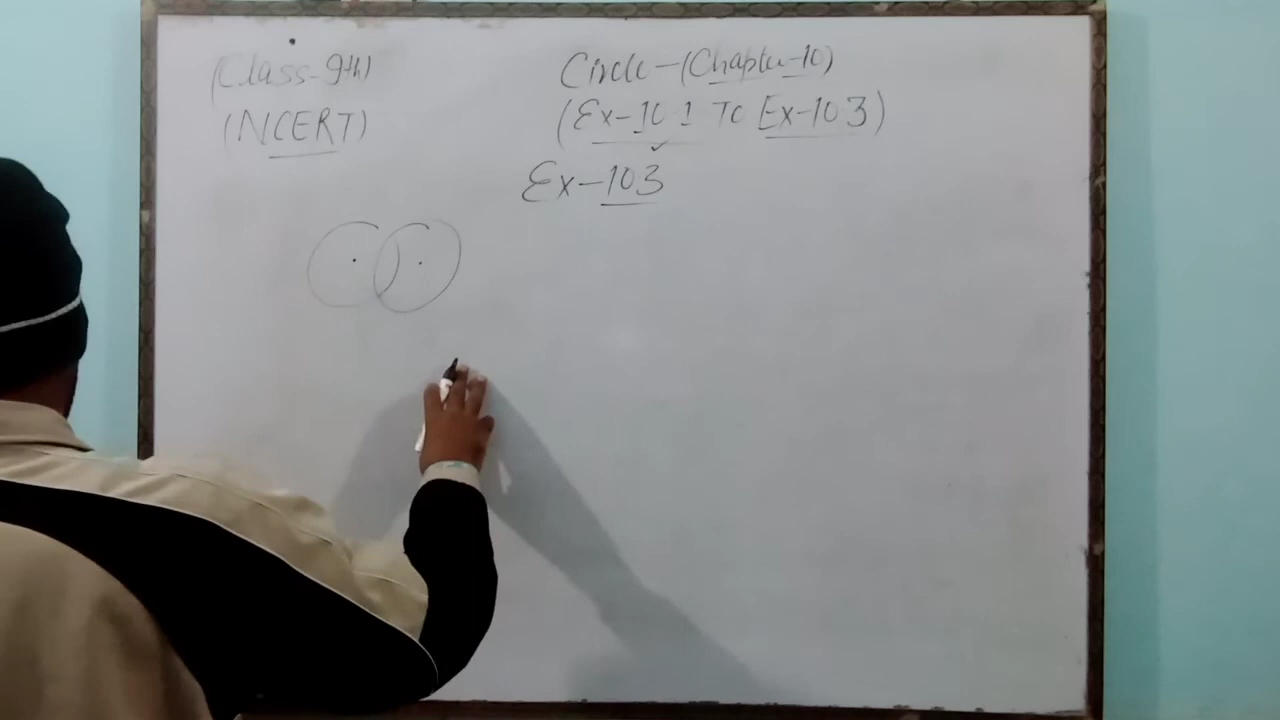 (Class-9th)
(NCERT)
Circle-(Chapter-10)
(Ex-10.1 To Ex-10.3)
Ex-10.3